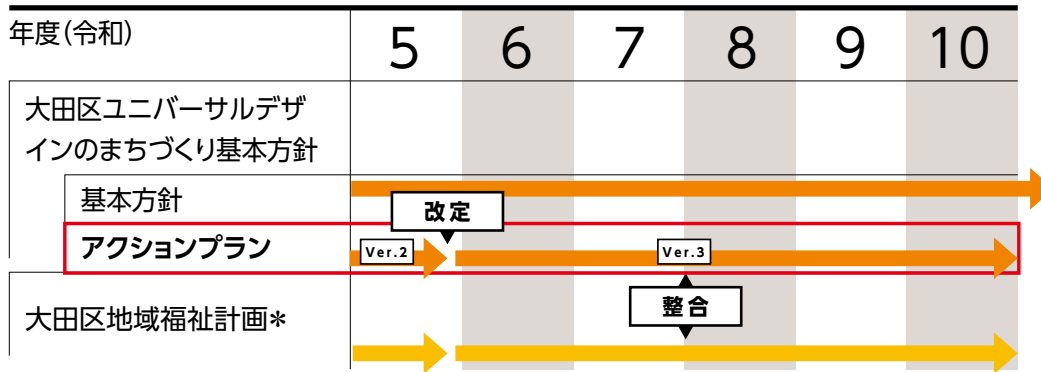 年度(令和)
5 6 7 8 9 10
大田区ユニバーサルデザ
インのまちづくり基本方針
基本方針
改定
アクションプラン
Ver.2 Ver.3
整合
大田区地域福祉計画＊